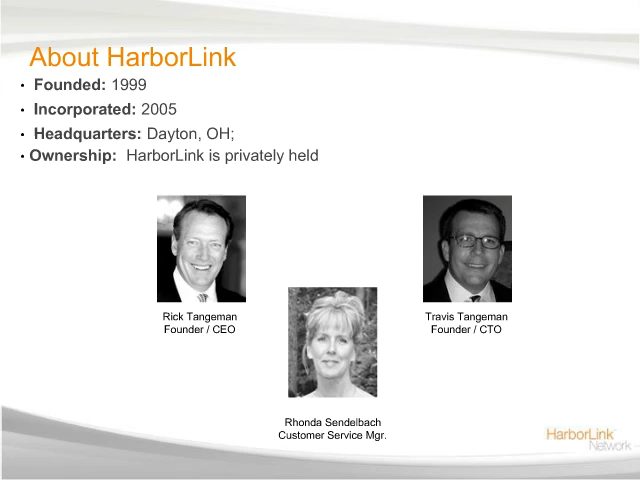 About HarborLink
• Founded: 1999
• Incorporated: 2005
• Headquarters: Dayton, OH;
• Ownership: HarborLink is privately held
Rick Tangeman
Founder / CEO
Travis Tangeman
Founder / CTO
Rhonda Sendelbach
Customer Service Mgr.
HarborLink
Network